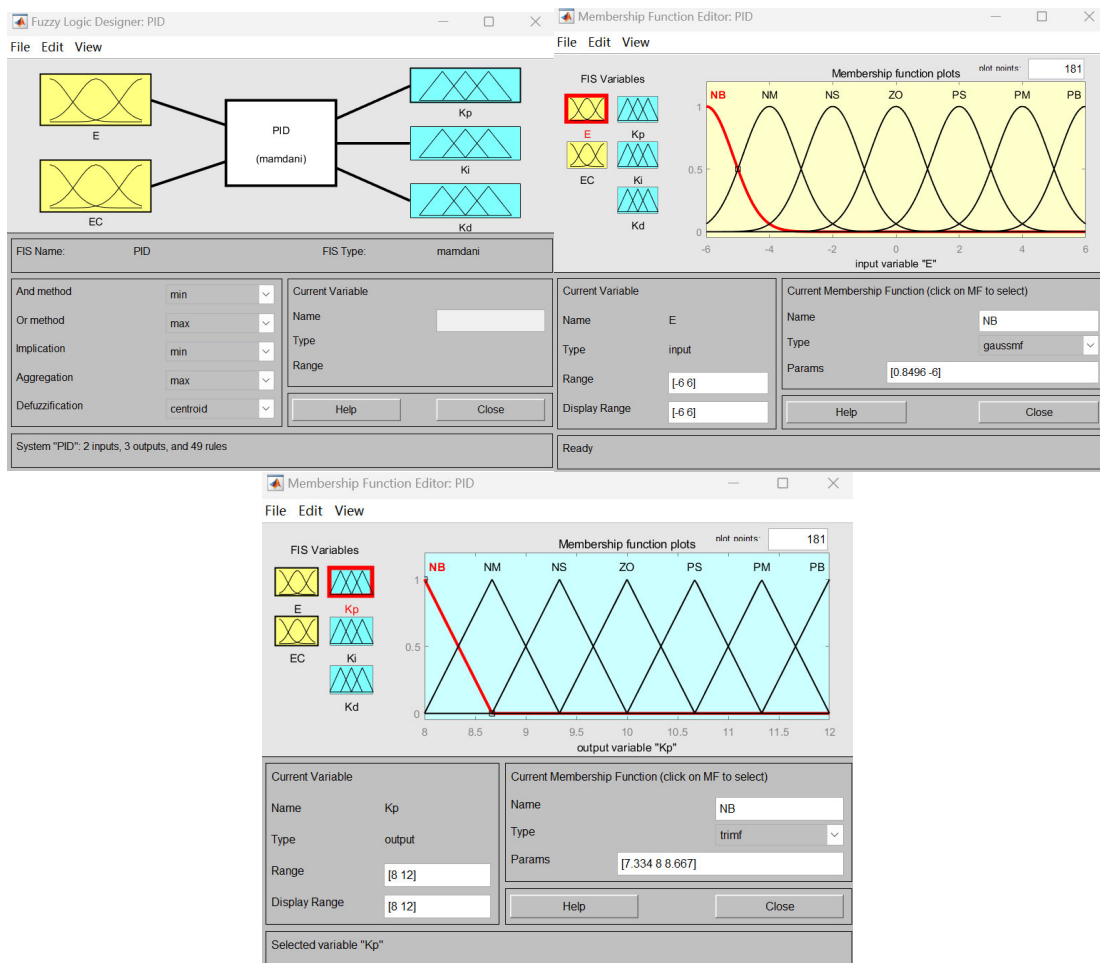 Fuzzy Logic Designer: PID
File Edit View
E
EC
PID
(mamdani)
Kp
Ki
Kd
FIS Name: PID FIS Type: mamdani
And method min
Or method max
Implication min
Aggregation max
Defuzzification centroid
Current Variable
Name
Type
Range
Help Close
System "PID": 2 inputs, 3 outputs, and 49 rules
Membership Function Editor: PID
File Edit View
FIS Variables
E
EC
Kp
Ki
Kd
Membership function plots plot points: 181
NB NM NS ZO PS PM PB
1
0.5
0
-6 -4 -2 0 2 4 6
input variable "E"
Current Variable
Name E
Type input
Range [-6 6]
Display Range [-6 6]
Current Membership Function (click on MF to select)
Name NB
Type gaussmf
Params [0.8496 -6]
Help Close
Ready
Membership Function Editor: PID
File Edit View
FIS Variables
E
EC
Kp
Ki
Kd
Membership function plots plot points: 181
NB NM NS ZO PS PM PB
1
0.5
0
8 8.5 9 9.5 10 10.5 11 11.5 12
output variable "Kp"
Current Variable
Name Kp
Type output
Range [8 12]
Display Range [8 12]
Current Membership Function (click on MF to select)
Name NB
Type trimf
Params [7.334 8 8.667]
Help Close
Selected variable "Kp"